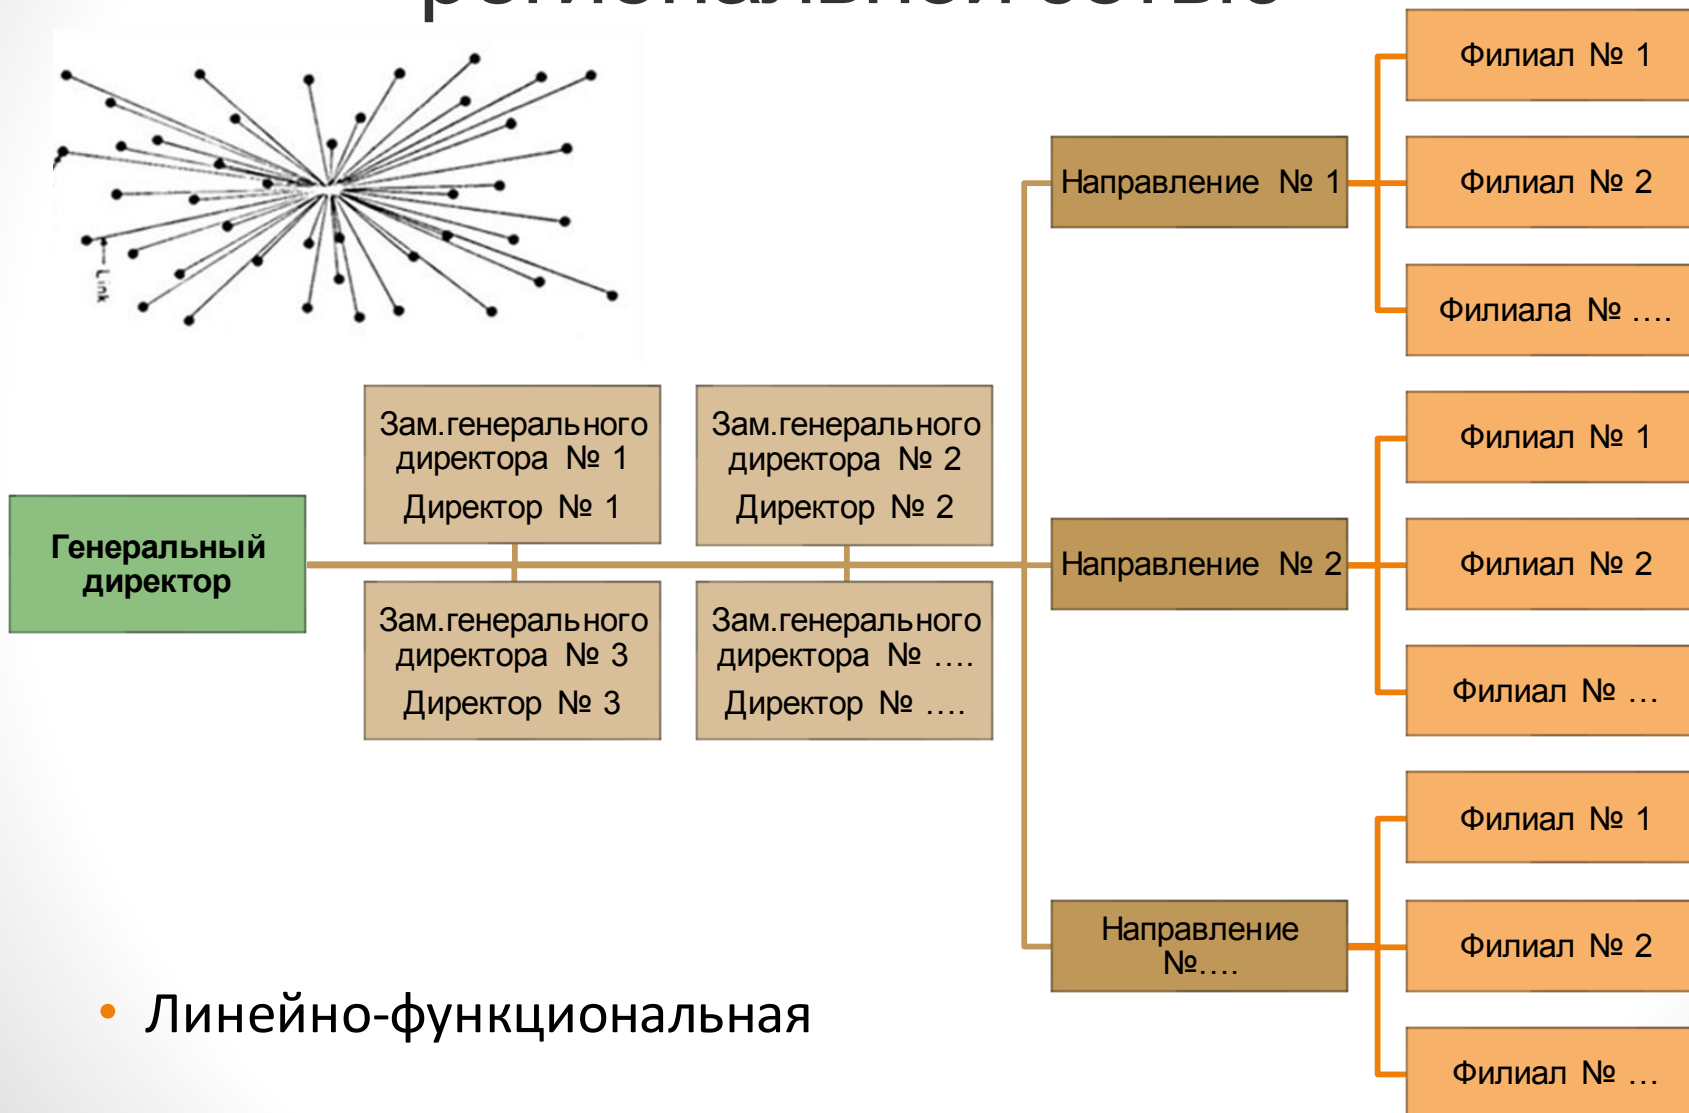 региональной сетью
Link
Генеральный
директор
Зам.генерального
директора № 1
Директор № 1
Зам.генерального
директора № 2
Директор № 2
Зам.генерального
директора № 3
Директор № 3
Зам.генерального
директора № ....
Директор № ....
Направление № 1
Филиал № 1
Филиал № 2
Филиала № ....
Направление № 2
Филиал № 1
Филиал № 2
Филиал № ...
Направление
№....
Филиал № 1
Филиал № 2
Филиал № ...
• Линейно-функциональная